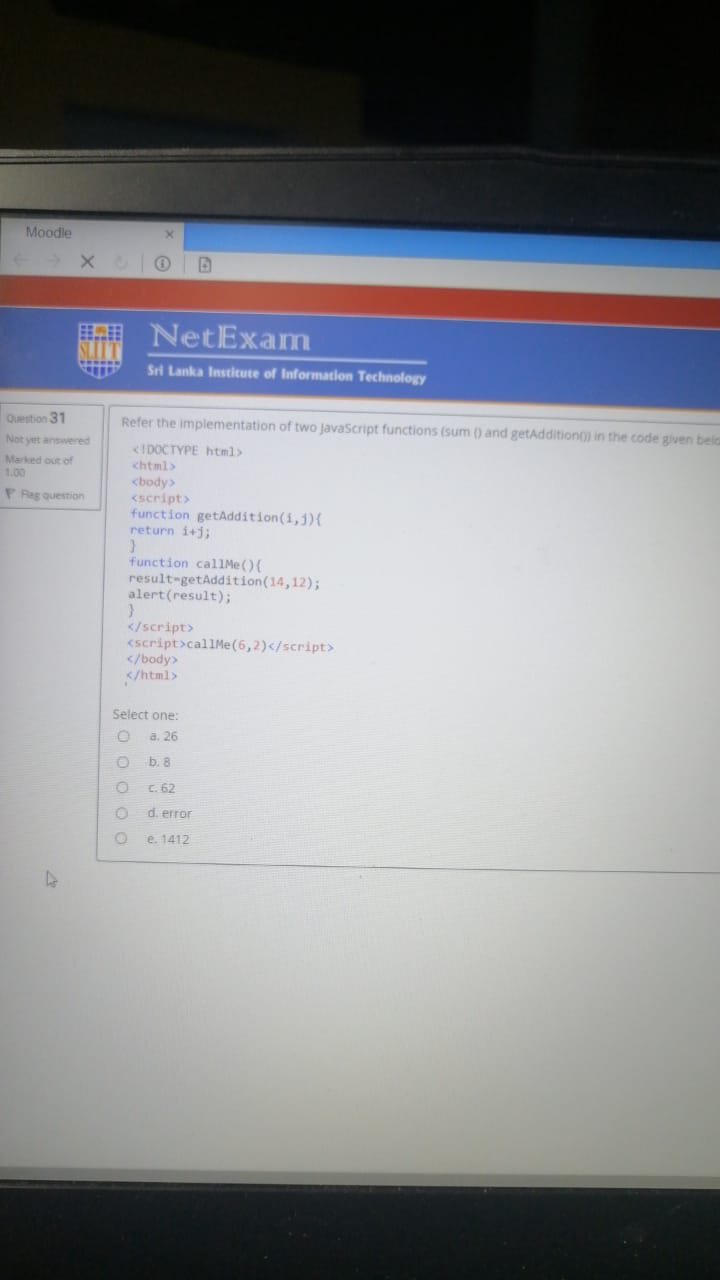 Moodle
SLIIT
NetExam
Sri Lanka Institute of Information Technology
Question 31
Not yet answered
Marked out of
1.00
Flag question
Refer the implementation of two JavaScript functions (sum () and getAddition()) in the code given
<!DOCTYPE html>
<html>
<body>
<script>
function getAddition(i,j){
return i+j;
}
function callMe(){
result=getAddition(14,12);
alert(result);
}
</script>
<script>callMe(6,2)</script>
</body>
</html>
Select one:
a. 26
b. 8
c. 62
d. error
e. 1412